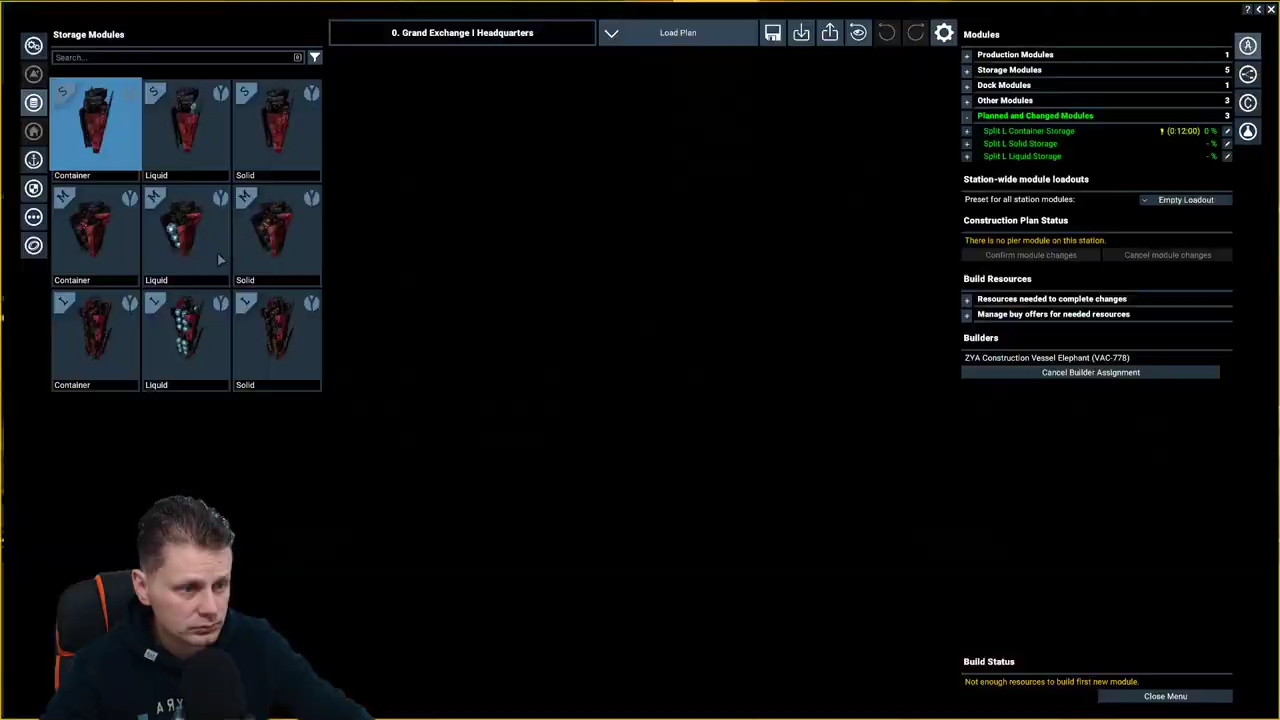 Storage Modules
Search...
S
S
S
Container
Liquid
Solid
M
M
M
Container
Liquid
Solid
Container
Liquid
Solid
0. Grand Exchange I Headquarters
Load Plan
?
Modules
Production Modules 1
Storage Modules 5
Dock Modules 1
Other Modules 3
Planned and Changed Modules 3
Split L Container Storage (0:12:00) 0 %
Split L Solid Storage - %
Split L Liquid Storage - %
Station-wide module loadouts
Preset for all station modules: Empty Loadout
Construction Plan Status
There is no pier module on this station.
Confirm module changes Cancel module changes
Build Resources
Resources needed to complete changes
Manage buy offers for needed resources
Builders
ZYA Construction Vessel Elephant (VAC-778)
Cancel Builder Assignment
Build Status
Not enough resources to build first new module.
Close Menu